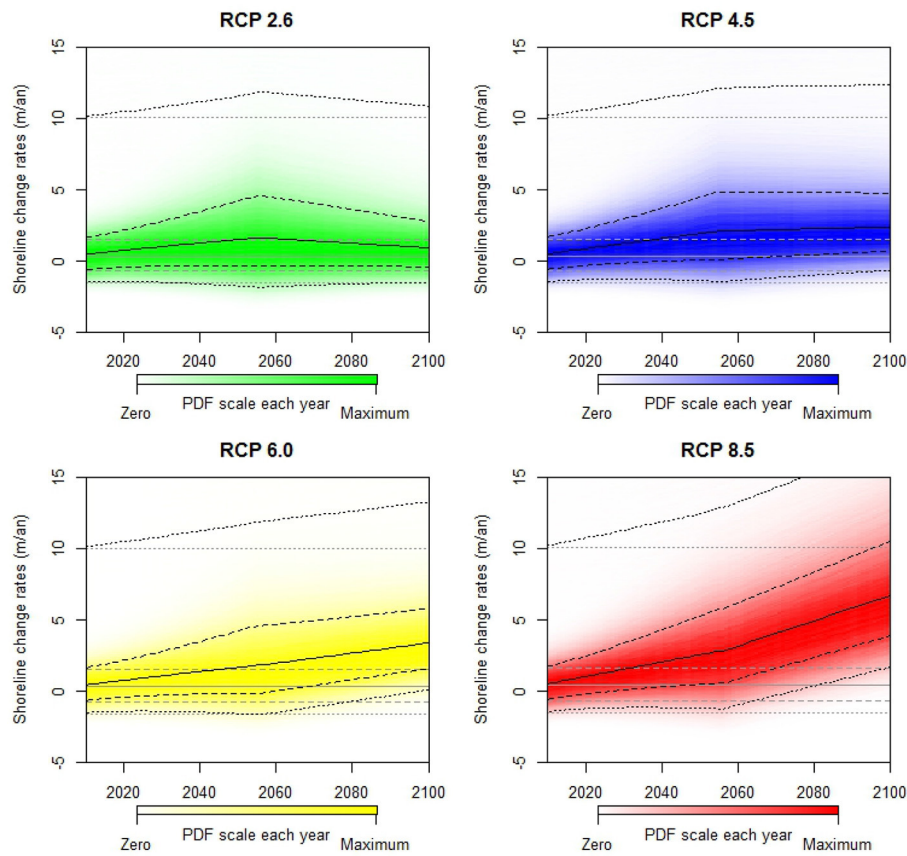 RCP 2.6
Shoreline change rates (m/an)
15
10
5
0
-5
2020 2040 2060 2080 2100
Zero PDF scale each year Maximum
RCP 4.5
Shoreline change rates (m/an)
15
10
5
0
-5
2020 2040 2060 2080 2100
Zero PDF scale each year Maximum
RCP 6.0
Shoreline change rates (m/an)
15
10
5
0
-5
2020 2040 2060 2080 2100
Zero PDF scale each year Maximum
RCP 8.5
Shoreline change rates (m/an)
15
10
5
0
-5
2020 2040 2060 2080 2100
Zero PDF scale each year Maximum